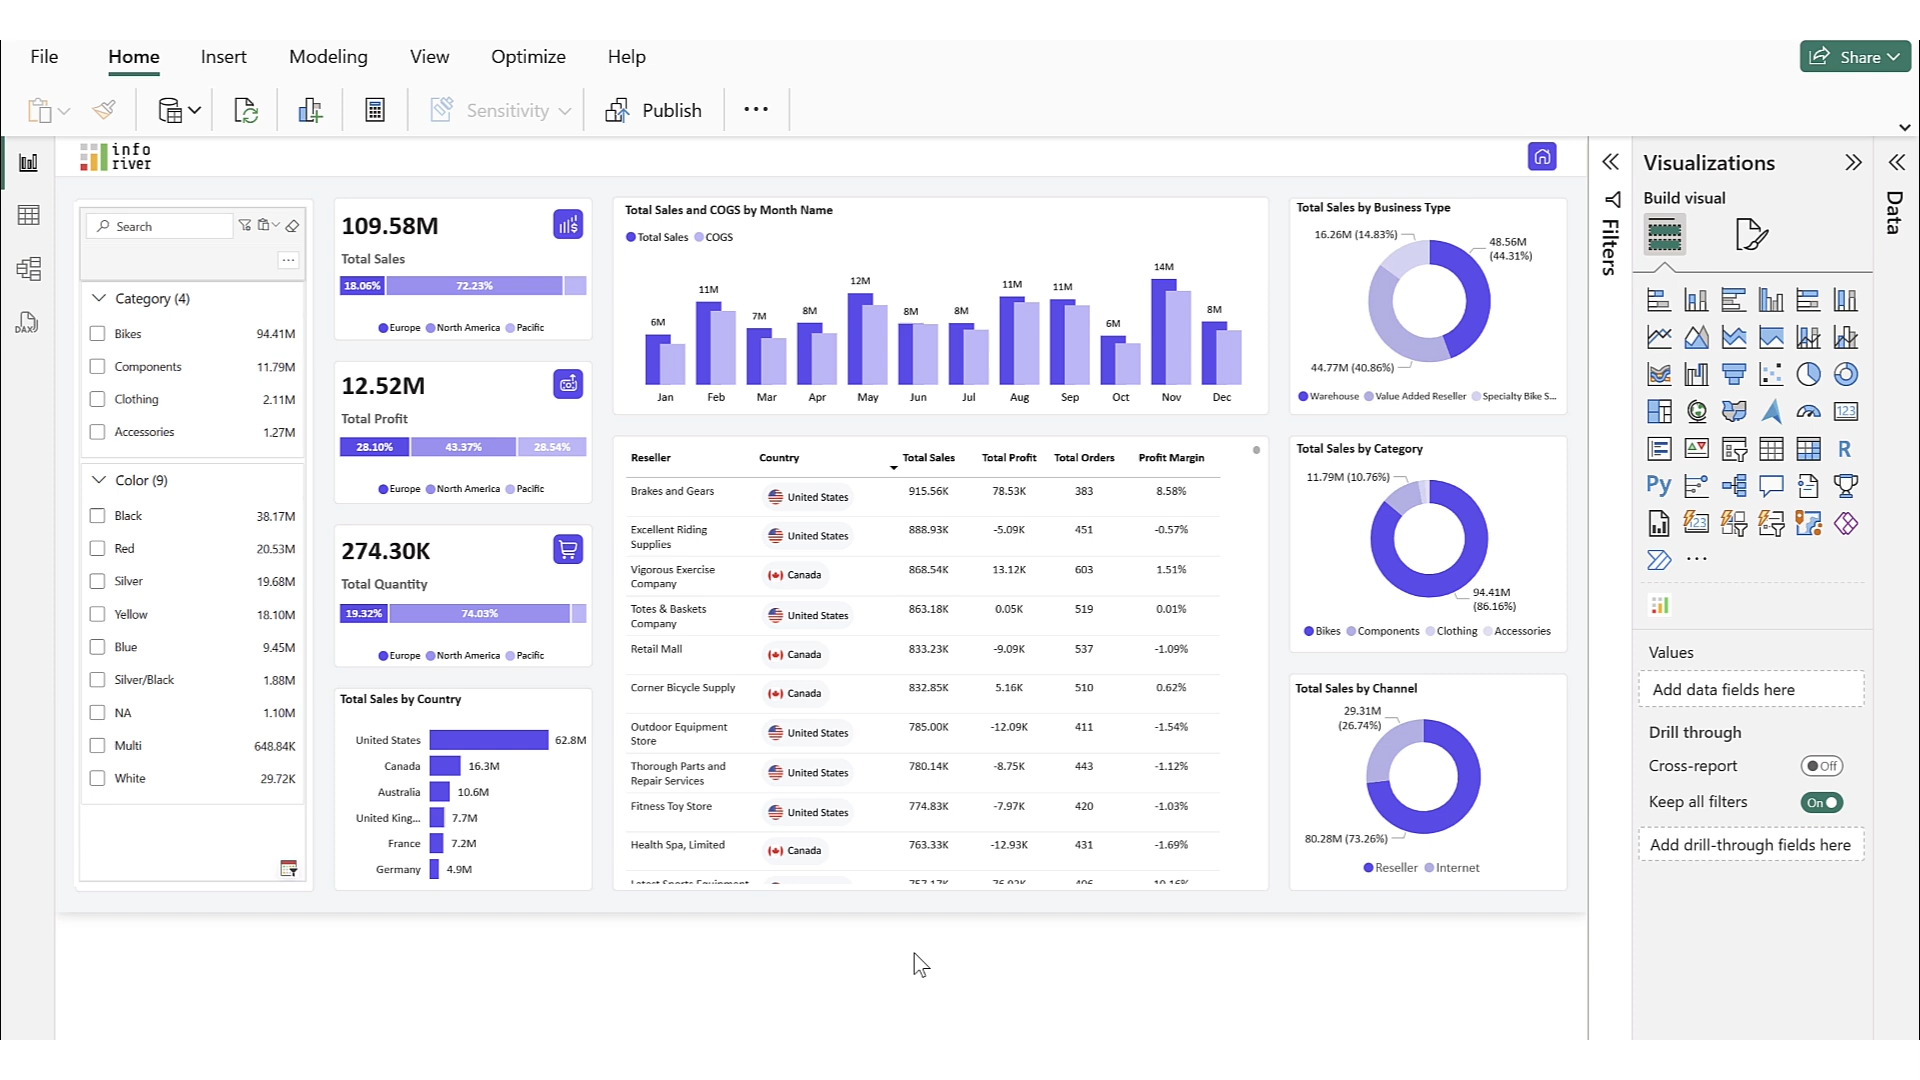 File Home Insert Modeling View Optimize Help Share
Sensitivity Publish
info
river
Search
Category (4)
Bikes 94.41M
Components 11.79M
Clothing 2.11M
Accessories 1.27M
Color (9)
Black 38.17M
Red 20.53M
Silver 19.68M
Yellow 18.10M
Blue 9.45M
Silver/Black 1.88M
NA 1.10M
Multi 648.84K
White 29.72K
109.58M
Total Sales
18.06% 72.23%
Europe North America Pacific
12.52M
Total Profit
28.10% 43.37% 28.54%
Europe North America Pacific
274.30K
Total Quantity
19.32% 74.03%
Europe North America Pacific
Total Sales by Country
United States 62.8M
Canada 16.3M
Australia 10.6M
United King... 7.7M
France 7.2M
Germany 4.9M
Total Sales and COGS by Month Name
Total Sales COGS
6M 11M 7M 8M 12M 8M 8M 11M 11M 6M 14M 8M
Jan Feb Mar Apr May Jun Jul Aug Sep Oct Nov Dec
Reseller Country Total Sales Total Profit Total Orders Profit Margin
Brakes and Gears United States 915.56K 78.53K 383 8.58%
Excellent Riding
Supplies United States 888.93K -5.09K 451 -0.57%
Vigorous Exercise
Company Canada 868.54K 13.12K 603 1.51%
Totes & Baskets
Company United States 863.18K 0.05K 519 0.01%
Retail Mall Canada 833.23K -9.09K 537 -1.09%
Corner Bicycle Supply Canada 832.85K 5.16K 510 0.62%
Outdoor Equipment
Store United States 785.00K -12.09K 411 -1.54%
Thorough Parts and
Repair Services United States 780.14K -8.75K 443 -1.12%
Fitness Toy Store United States 774.83K -7.97K 420 -1.03%
Health Spa, Limited Canada 763.33K -12.93K 431 -1.69%
Total Sales by Business Type
16.26M (14.83%)
48.56M
(44.31%)
44.77M (40.86%)
Warehouse Value Added Reseller Specialty Bike S...
Total Sales by Category
11.79M (10.76%)
94.41M
(86.16%)
Bikes Components Clothing Accessories
Total Sales by Channel
29.31M
(26.74%)
80.28M (73.26%)
Reseller Internet
Filters
Visualizations
Build visual
123
R
Py
123
Values
Add data fields here
Drill through
Cross-report Off
Keep all filters On
Add drill-through fields here
Data
DAX